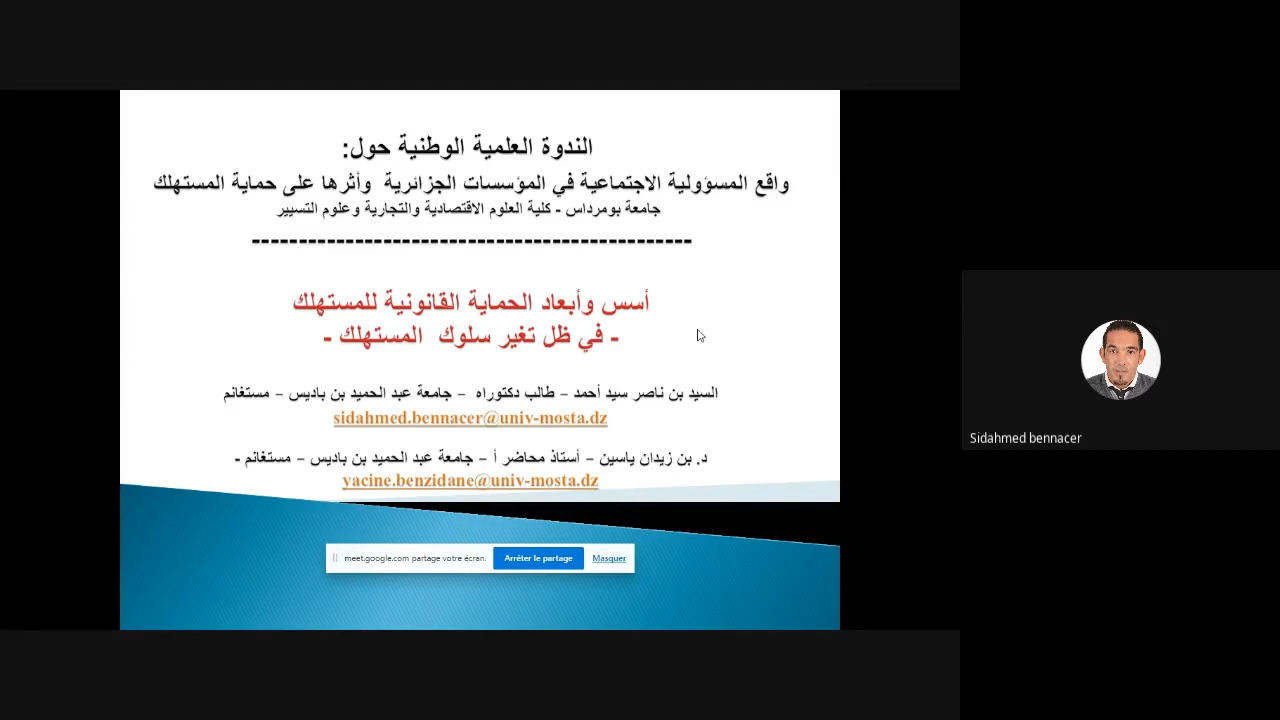 الندوة العلمية الوطنية حول:
واقع المسؤولية الاجتماعية في المؤسسات الجزائرية وأثرها على حماية المستهلك
جامعة بومرداس - كلية العلوم الاقتصادية والتجارية وعلوم التسيير
-----------------------------------------------
أسس وأبعاد الحماية القانونية للمستهلك
- في ظل تغير سلوك المستهلك -
السيد بن ناصر سيد أحمد – طالب دكتوراه – جامعة عبد الحميد بن باديس – مستغانم
sidahmed.bennacer@univ-mosta.dz
د. بن زيدان ياسين – أستاذ محاضر أ – جامعة عبد الحميد بن باديس – مستغانم -
yacine.benzidane@univ-mosta.dz
meet.google.com partage votre écran. Arrêter le partage Masquer
Sidahmed bennacer